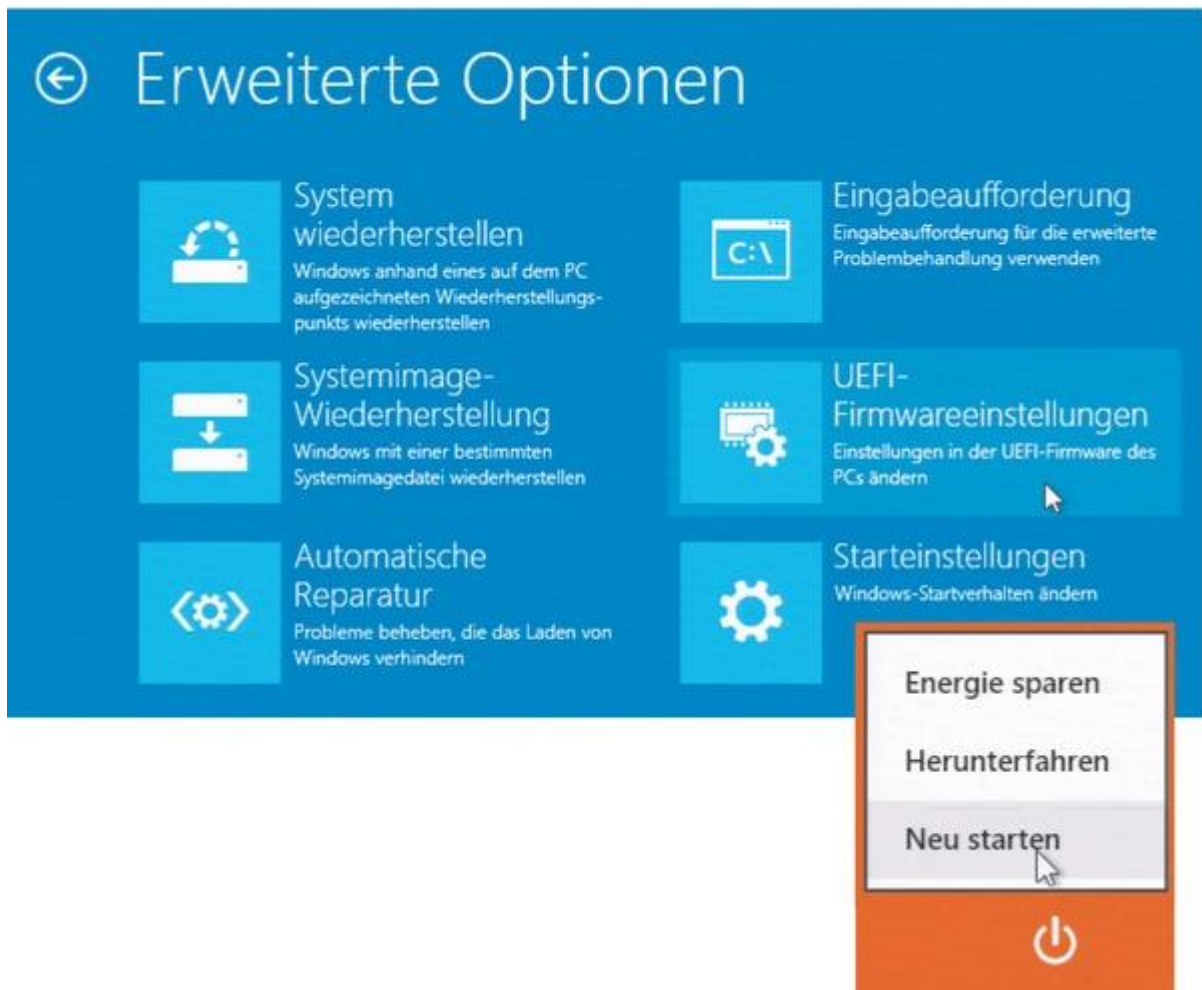 Erweiterte Optionen
System
wiederherstellen
Windows anhand eines auf dem PC
aufgezeichneten Wiederherstellungs-
punkts wiederherstellen
Systemimage-
Wiederherstellung
Windows mit einer bestimmten
Systemimagedatei wiederherstellen
Automatische
Reparatur
Probleme beheben, die das Laden von
Windows verhindern
Eingabeaufforderung
Eingabeaufforderung für die erweiterte
Problembehandlung verwenden
C:\
UEFI-
Firmwareeinstellungen
Einstellungen in der UEFI-Firmware des
PCs ändern
Starteinstellungen
Windows-Startverhalten ändern
Energie sparen
Herunterfahren
Neu starten